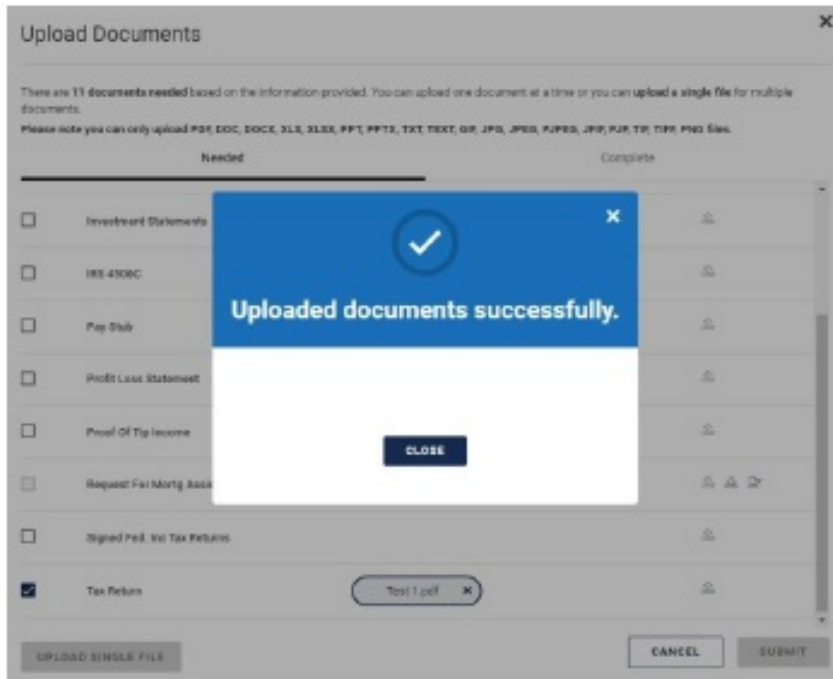 Upload Documents
There are 11 documents needed based on the information provided. You can upload one document at a time or you can upload a single file for multiple
documents.
Please note you can only upload PDF, DOC, DOCX, XLS, XLSX, PPT, PPTX, TXT, TEXT, GIF, JPG, JPEG, PJPEG, JFIF, PJP, TIF, TIFF, PNG files.
Needed Complete
Investment Statements
IRS 4506C
Pay Stub
Profit Loss Statement
Proof Of Tip Income
Request For Mortg Assi
Signed Fed. Inc Tax Returns
Tax Return Test 1.pdf
Uploaded documents successfully.
CLOSE
UPLOAD SINGLE FILE CANCEL SUBMIT